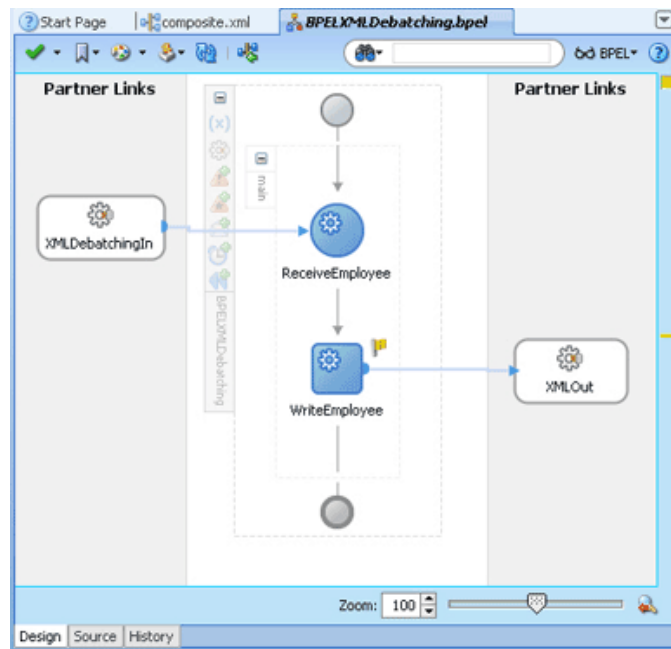 Start Page composite.xml BPELXMLDebatching.bpel
BPEL
Partner Links Partner Links
(x)
main
XMLDebatchingIn
ReceiveEmployee
BPELXMLDebatching
XMLOut
WriteEmployee
Zoom: 100
Design Source History